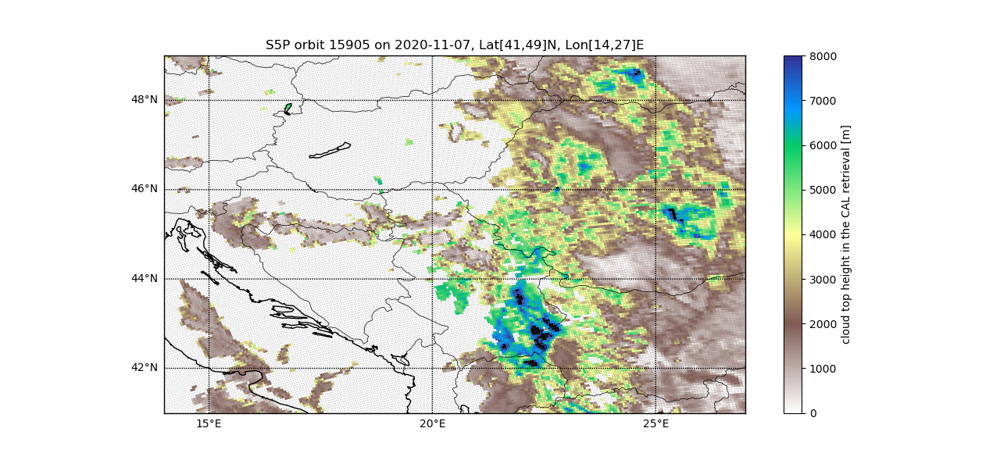 S5P orbit 15905 on 2020-11-07, Lat[41,49]N, Lon[14,27]E
48°N
46°N
44°N
42°N
15°E
20°E
25°E
8000
7000
6000
5000
4000
3000
2000
1000
0
cloud top height in the CAL retrieval [m]